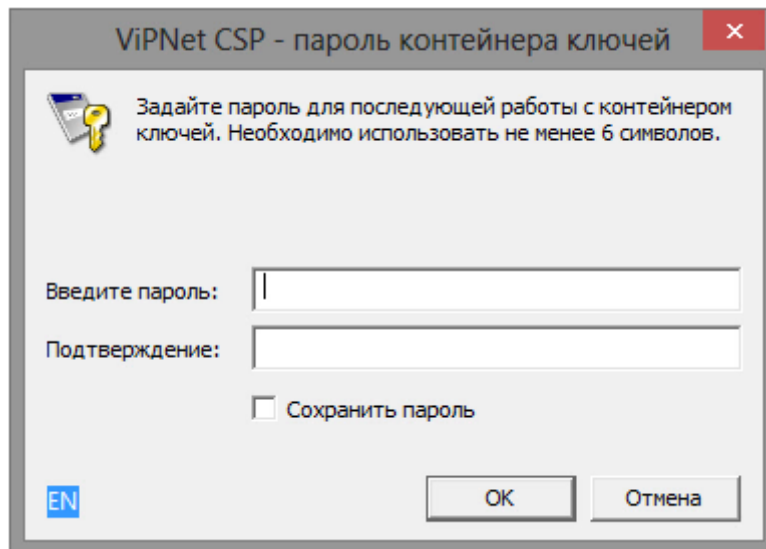 ViPNet CSP - пароль контейнера ключей
Задайте пароль для последующей работы с контейнером
ключей. Необходимо использовать не менее 6 символов.
Введите пароль:
Подтверждение:
Сохранить пароль
EN
OK
Отмена